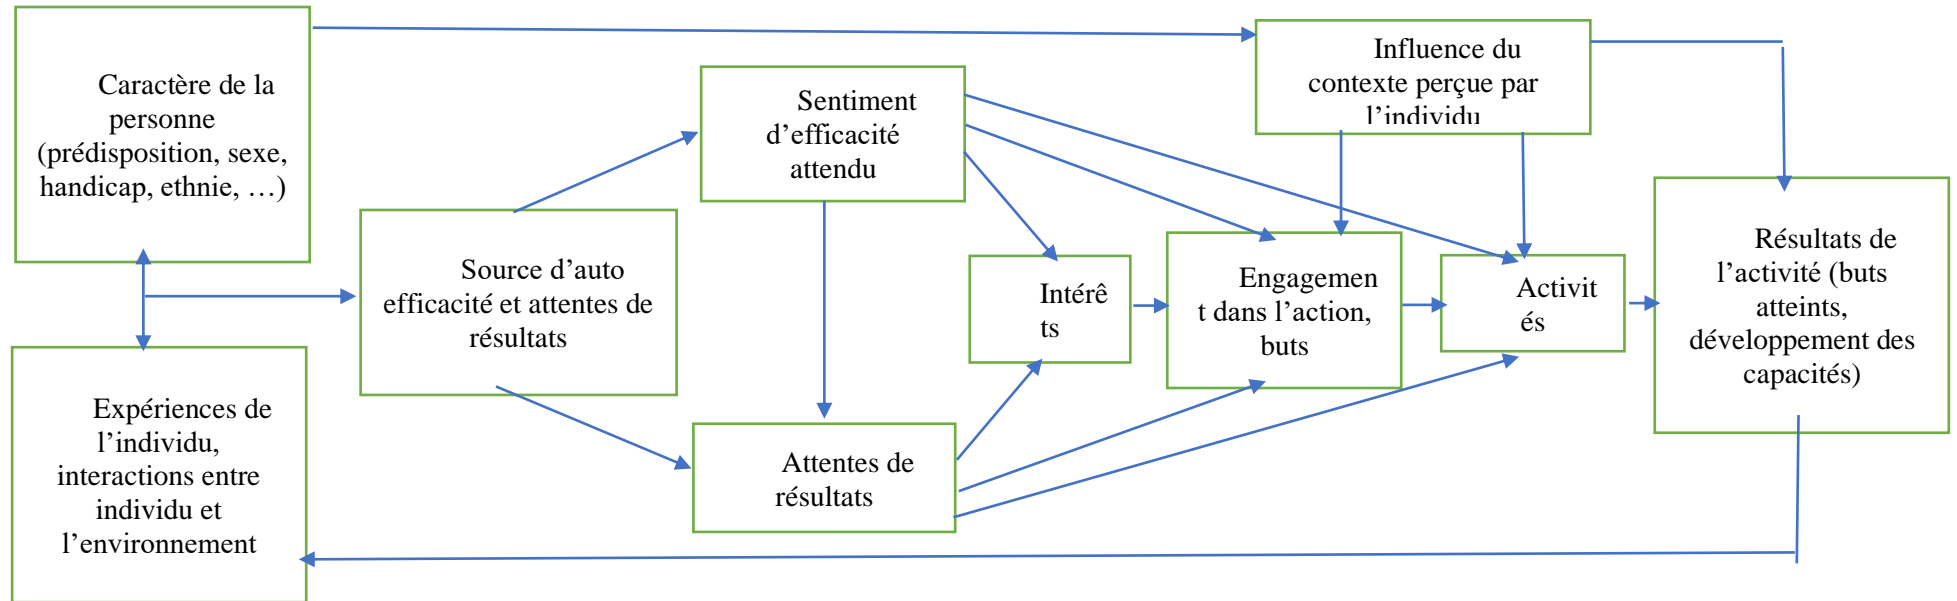 Caractère de la
personne
(prédisposition, sexe,
handicap, ethnie, …)
Expériences de
l’individu,
interactions entre
individu et
l’environnement
Source d’auto
efficacité et attentes de
résultats
Sentiment
d’efficacité
attendu
Attentes de
résultats
Intérê
ts
Influence du
contexte perçue par
l’individu
Engagemen
t dans l’action,
buts
Activit
és
Résultats de
l’activité (buts
atteints,
développement des
capacités)